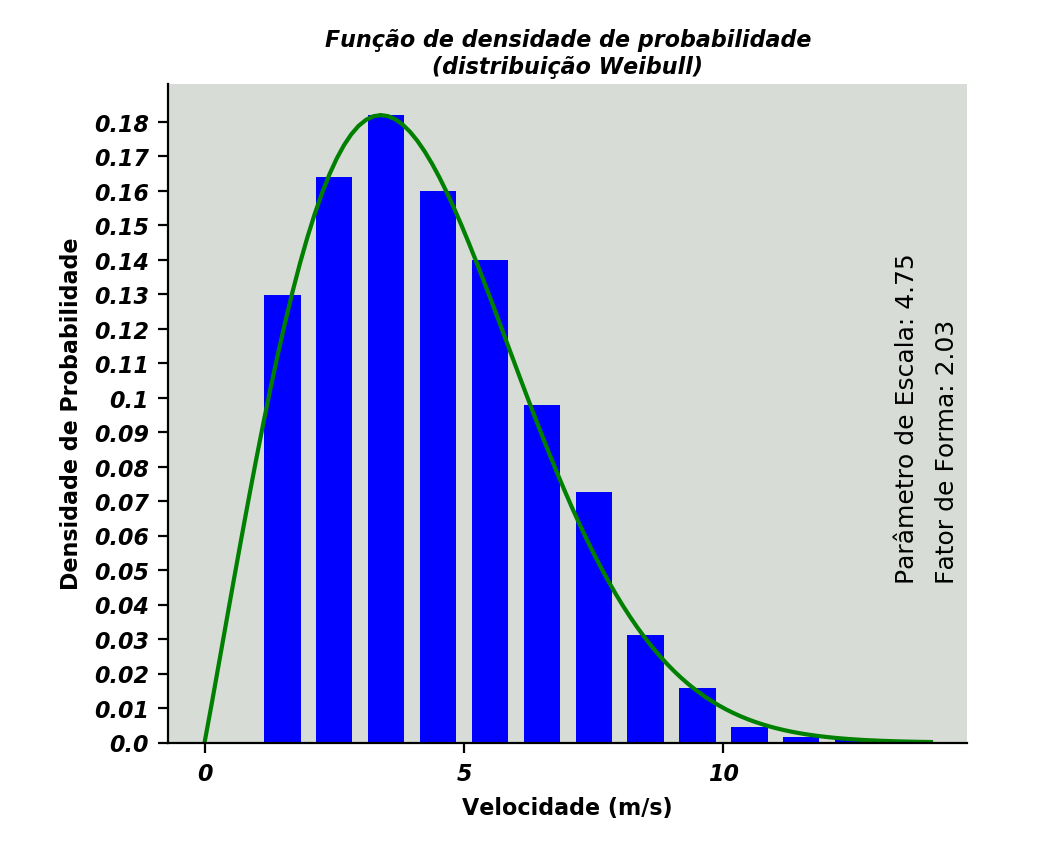 Função de densidade de probabilidade
(distribuição Weibull)
0.18
0.17
0.16
0.15
0.14
0.13
0.12
0.11
0.1
0.09
0.08
0.07
0.06
0.05
0.04
0.03
0.02
0.01
0.0
Densidade de Probabilidade
Parâmetro de Escala: 4.75
Fator de Forma: 2.03
0 5 10
Velocidade (m/s)